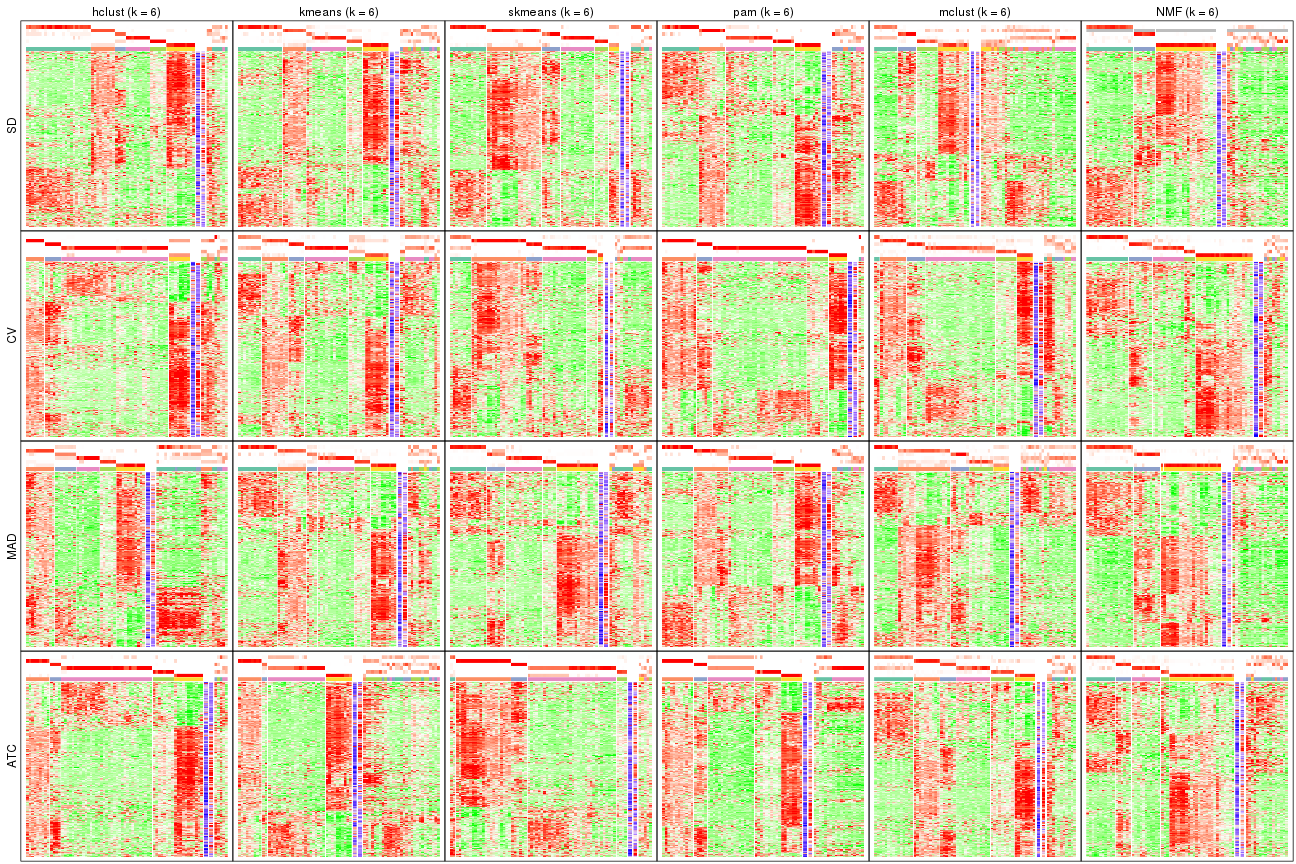 hclust (k = 6) kmeans (k = 6) skmeans (k = 6) pam (k = 6) mclust (k = 6) NMF (k = 6)
SD
CV
MAD
ATC